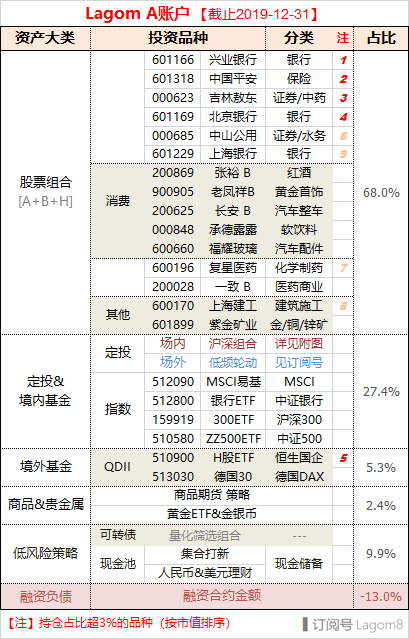 Lagom A账户 【截止2019-12-31】
资产大类 投资品种 分类 注 占比
601166 兴业银行 银行 1
601318 中国平安 保险 2
000623 吉林敖东 证券/中药 3
601169 北京银行 银行 4
000685 中山公用 证券/水务 6
601229 上海银行 银行 9
股票组合
[A+B+H]
消费
200869 张裕 B 红酒
900905 老凤祥B 黄金首饰
200625 长安 B 汽车整车
000848 承德露露 软饮料
600660 福耀玻璃 汽车配件
68.0%
600196 复星医药 化学制药 7
200028 一致 B 医药商业
其他
600170 上海建工 建筑施工 8
601899 紫金矿业 金/铜/锌矿
定投&
境内基金
定投
场内 沪深组合 详见附图
场外 低频轮动 见订阅号
指数
512090 MSCI易基 MSCI
512800 银行ETF 中证银行
159919 300ETF 沪深300
510580 ZZ500ETF 中证500
27.4%
境外基金 QDII
510900 H股ETF 恒生国企 5
513030 德国30 德国DAX
5.3%
商品&贵金属
商品期货 策略
黄金ETF&金银币
2.4%
低风险策略
可转债 量化筛选组合 ---
现金池
集合打新
人民币&美元理财
现金储备
9.9%
融资负债 融资合约金额 -13.0%
【注】持仓占比超3%的品种（按市值排序）
订阅号 Lagom8